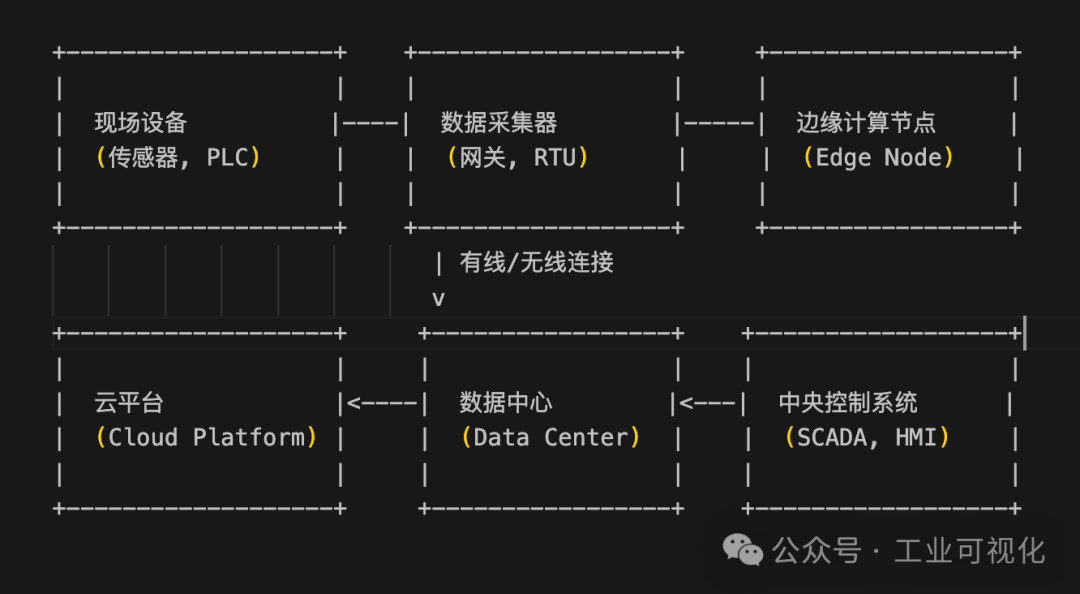 现场设备 数据采集器 边缘计算节点
(传感器, PLC) (网关, RTU) (Edge Node)
有线/无线连接
v
云平台 数据中心 中央控制系统
(Cloud Platform) (Data Center) (SCADA, HMI)
公众号 · 工业可视化